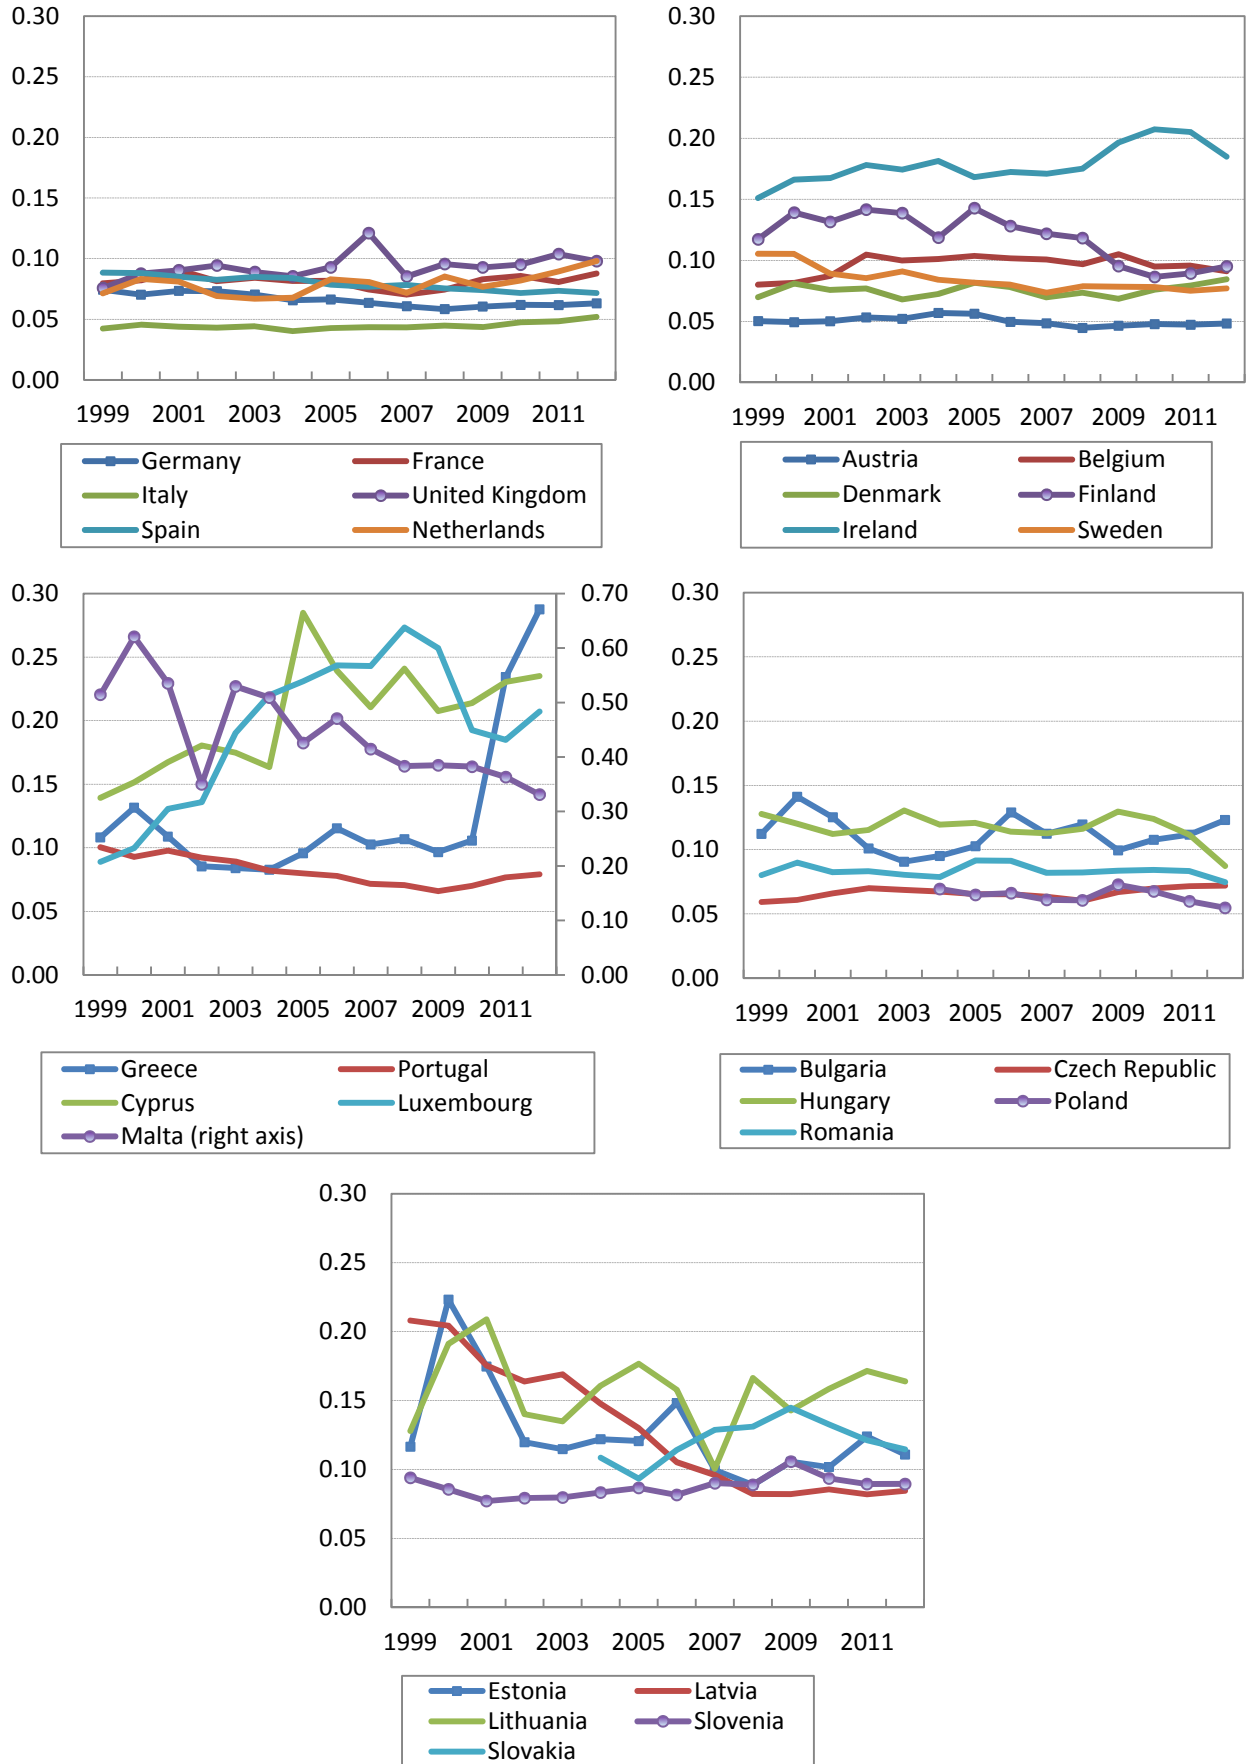 0.30
0.25
0.20
0.15
0.10
0.05
0.00
1999 2001 2003 2005 2007 2009 2011
Germany France
Italy United Kingdom
Spain Netherlands
0.30
0.25
0.20
0.15
0.10
0.05
0.00
1999 2001 2003 2005 2007 2009 2011
Austria Belgium
Denmark Finland
Ireland Sweden
0.30 0.70
0.25 0.60
0.20 0.50
0.15 0.40
0.10 0.30
0.05 0.20
0.00 0.10
0.00
1999 2001 2003 2005 2007 2009 2011
Greece Portugal
Cyprus Luxembourg
Malta (right axis)
0.30
0.25
0.20
0.15
0.10
0.05
0.00
1999 2001 2003 2005 2007 2009 2011
Bulgaria Czech Republic
Hungary Poland
Romania
0.30
0.25
0.20
0.15
0.10
0.05
0.00
1999 2001 2003 2005 2007 2009 2011
Estonia Latvia
Lithuania Slovenia
Slovakia